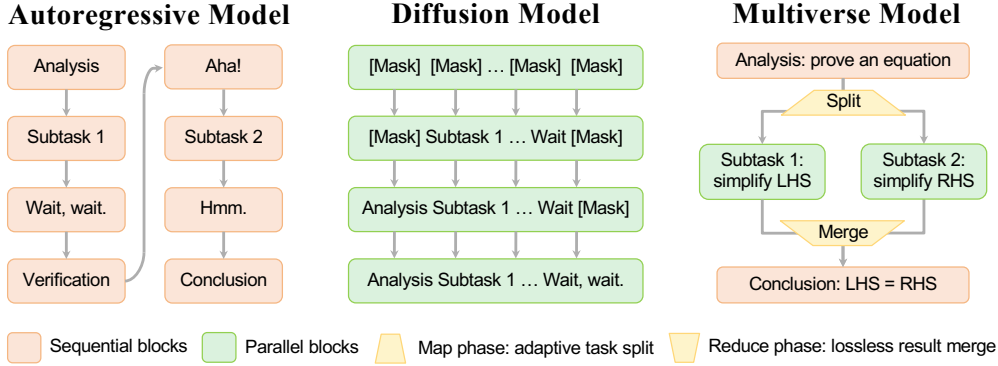 Autoregressive Model
Analysis
Subtask 1
Wait, wait.
Verification
Aha!
Subtask 2
Hmm.
Conclusion
Diffusion Model
[Mask] [Mask] … [Mask] [Mask]
[Mask] Subtask 1 … Wait [Mask]
Analysis Subtask 1 … Wait [Mask]
Analysis Subtask 1 … Wait, wait.
Multiverse Model
Analysis: prove an equation
Split
Subtask 1:
simplify LHS
Subtask 2:
simplify RHS
Merge
Conclusion: LHS = RHS
Sequential blocks
Parallel blocks
Map phase: adaptive task split
Reduce phase: lossless result merge